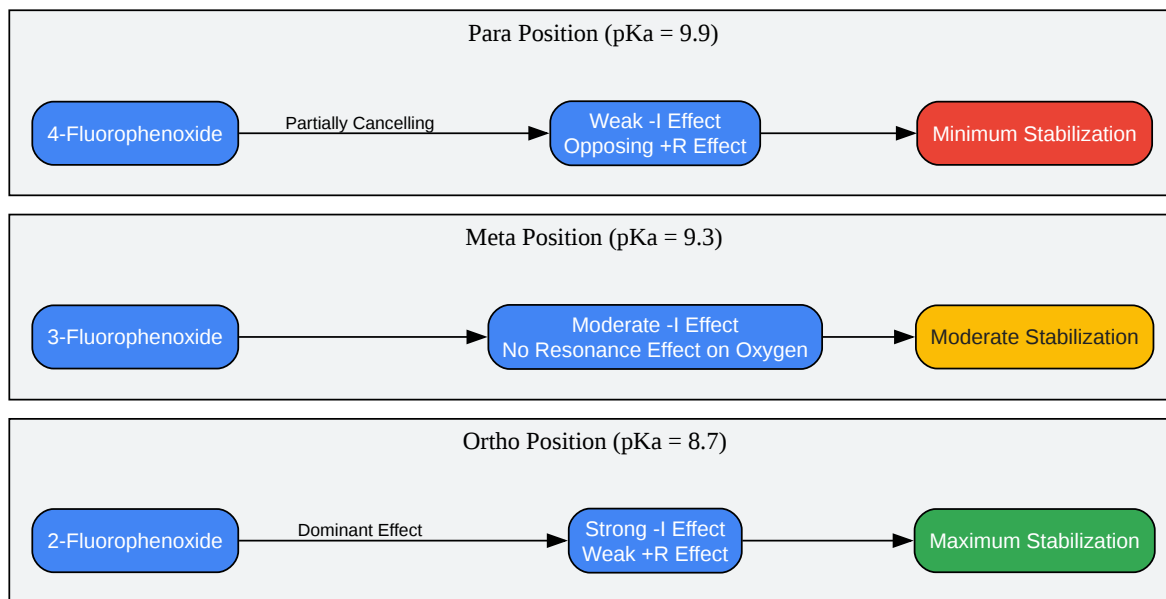 Para Position (pKa = 9.9)
4-Fluorophenoxide
Partially Cancelling
Weak -I Effect
Opposing +R Effect
Minimum Stabilization
Meta Position (pKa = 9.3)
3-Fluorophenoxide
Moderate -I Effect
No Resonance Effect on Oxygen
Moderate Stabilization
Ortho Position (pKa = 8.7)
2-Fluorophenoxide
Dominant Effect
Strong -I Effect
Weak +R Effect
Maximum Stabilization